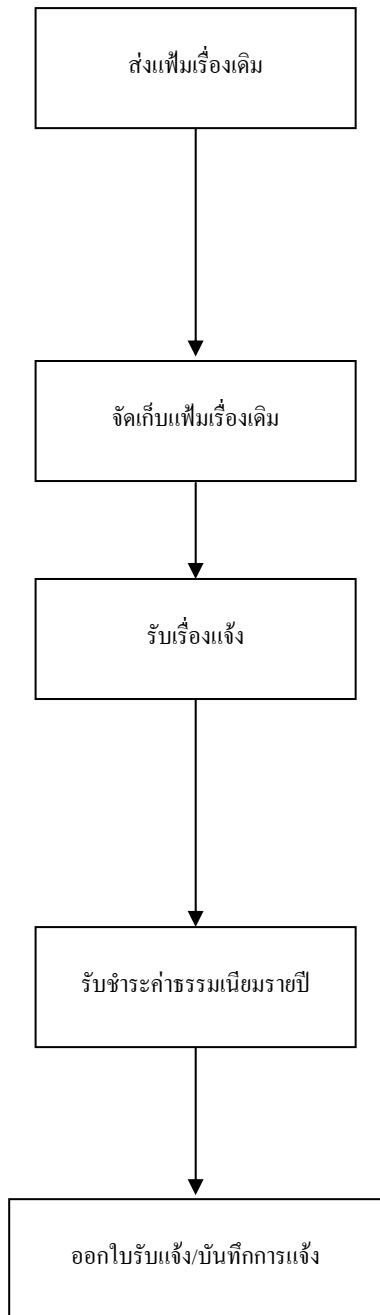 ส่งแฟ้มเรื่องเดิม
จัดเก็บแฟ้มเรื่องเดิม
รับเรื่องแจ้ง
รับชำระค่าธรรมเนียมรายปี
ออกใบรับแจ้ง/บันทึกการแจ้ง